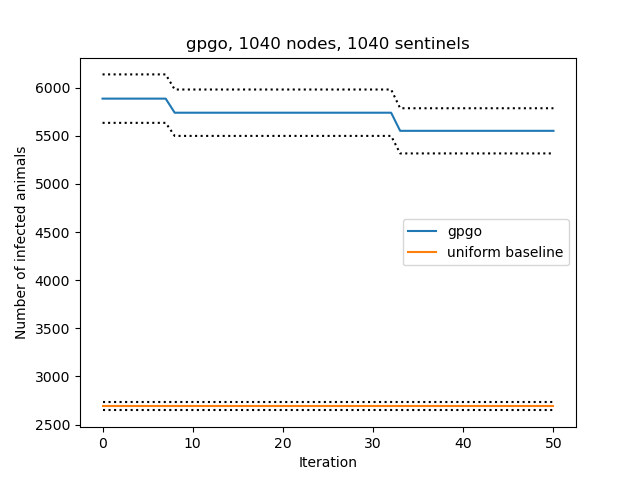 gpgo, 1040 nodes, 1040 sentinels
6000
5500
5000
4500
4000
3500
3000
2500
Number of infected animals
gpgo
uniform baseline
0 10 20 30 40 50
Iteration